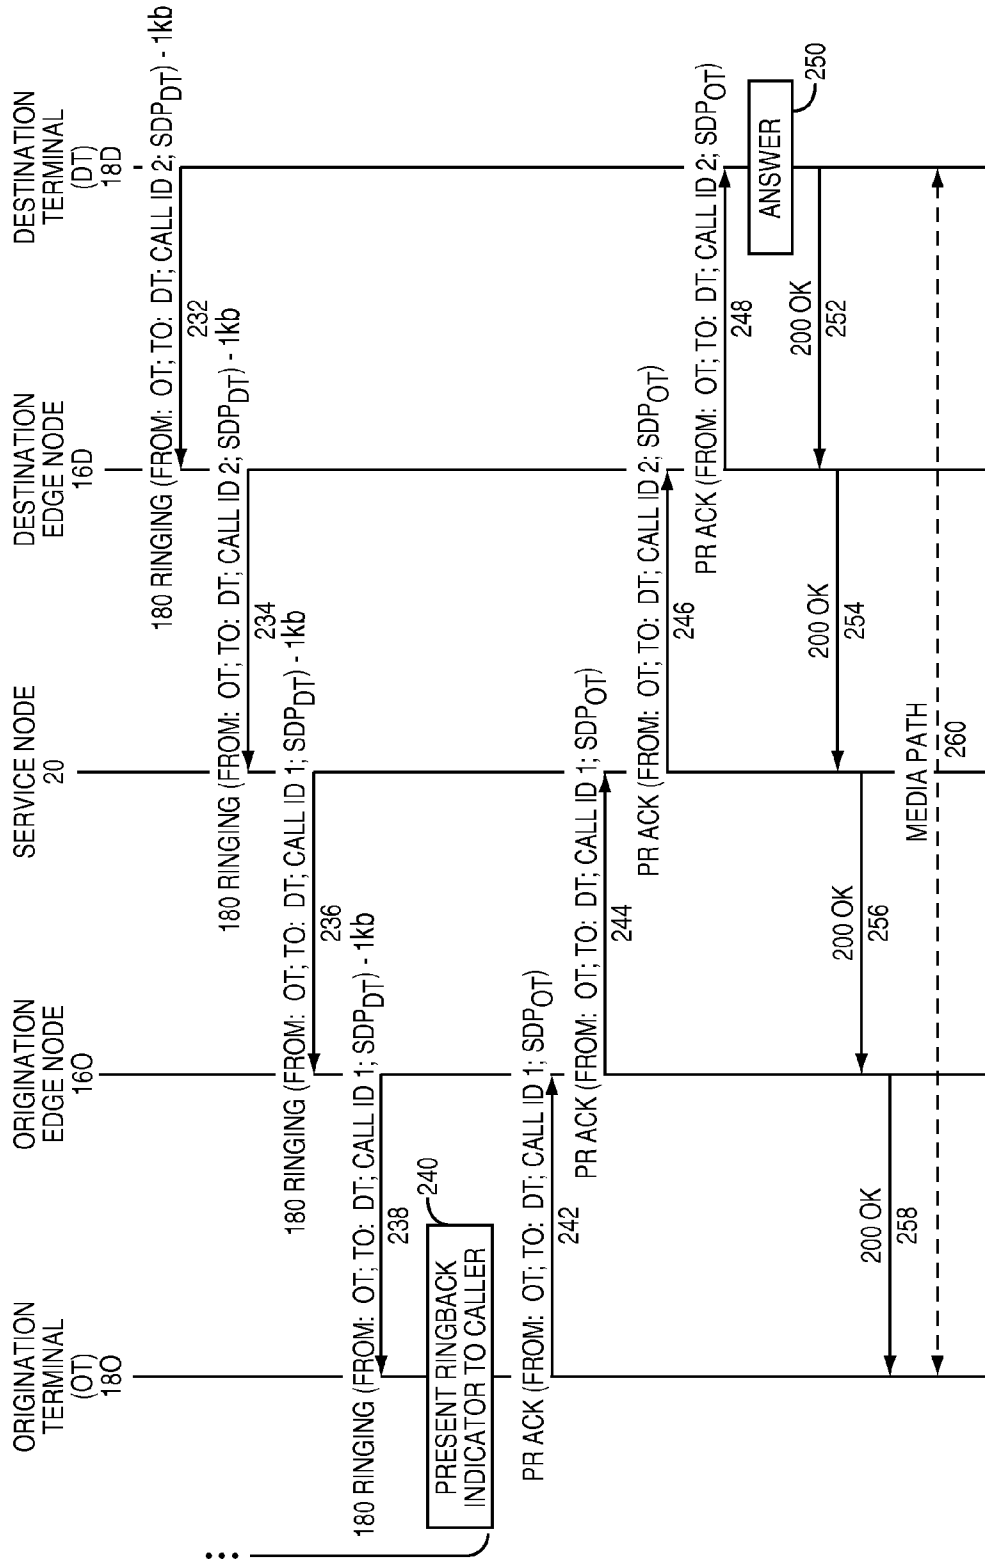 ORIGINATION
TERMINAL
(OT)
18O
ORIGINATION
EDGE NODE
16O
SERVICE NODE
20
DESTINATION
EDGE NODE
16D
DESTINATION
TERMINAL
(DT)
18D
180 RINGING (FROM: OT; TO: DT; CALL ID 2; SDPDT) - 1kb
232
180 RINGING (FROM: OT; TO: DT; CALL ID 2; SDPDT) - 1kb
234
180 RINGING (FROM: OT; TO: DT; CALL ID 1; SDPDT) - 1kb
236
180 RINGING (FROM: OT; TO: DT; CALL ID 1; SDPDT) - 1kb
238
PRESENT RINGBACK
INDICATOR TO CALLER
240
PR ACK (FROM: OT; TO: DT; CALL ID 1; SDPOT)
242
PR ACK (FROM: OT; TO: DT; CALL ID 1; SDPOT)
244
PR ACK (FROM: OT; TO: DT; CALL ID 2; SDPOT)
246
PR ACK (FROM: OT; TO: DT; CALL ID 2; SDPOT)
248
ANSWER
250
200 OK
252
200 OK
254
200 OK
256
200 OK
258
MEDIA PATH
260